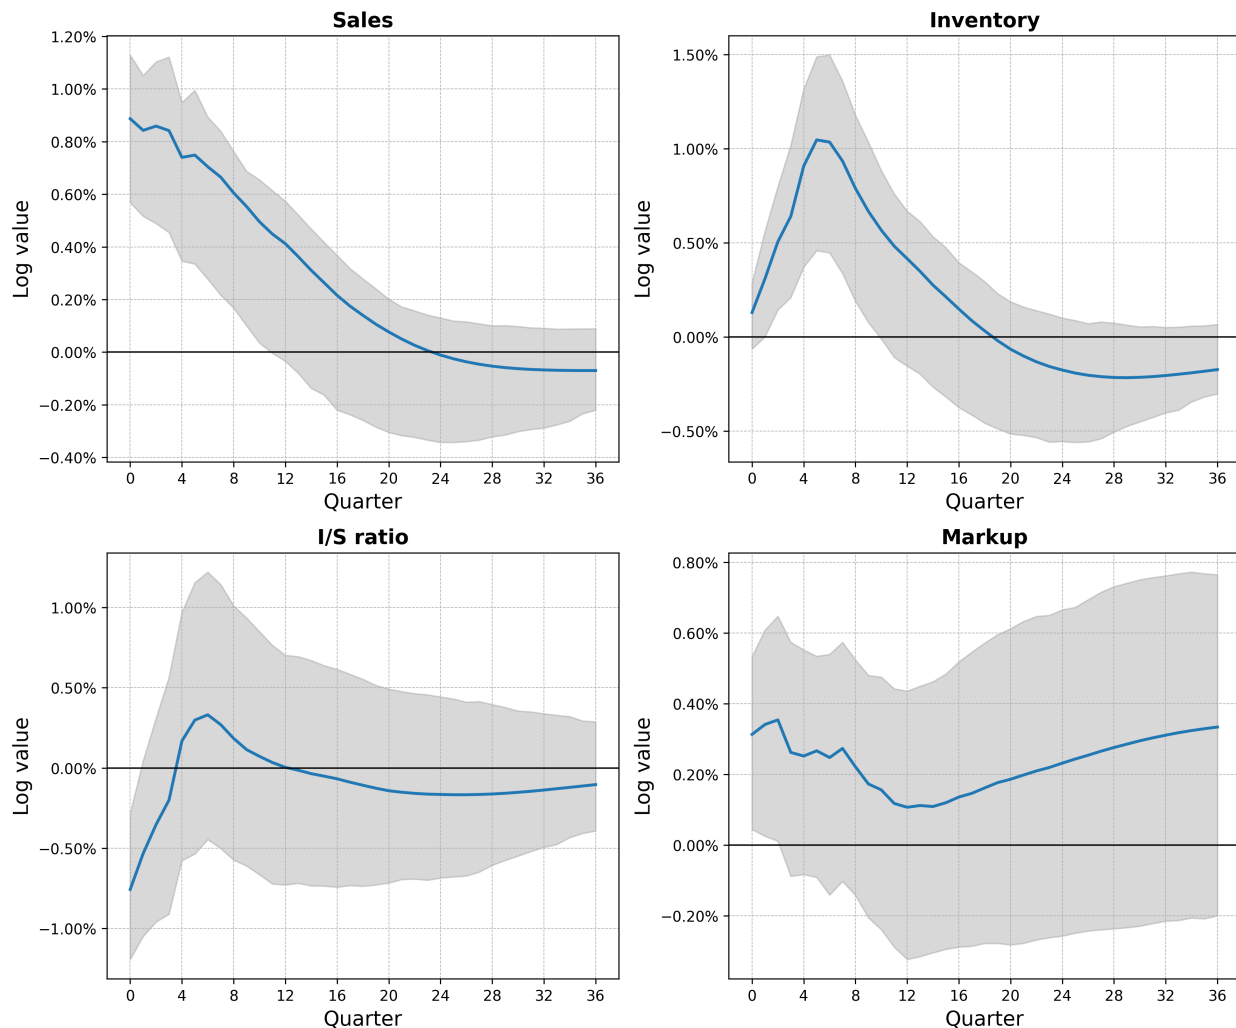 Sales
Log value
1.20%
1.00%
0.80%
0.60%
0.40%
0.20%
0.00%
−0.20%
−0.40%
0 4 8 12 16 20 24 28 32 36
Quarter
Inventory
Log value
1.50%
1.00%
0.50%
0.00%
−0.50%
0 4 8 12 16 20 24 28 32 36
Quarter
I/S ratio
Log value
1.00%
0.50%
0.00%
−0.50%
−1.00%
0 4 8 12 16 20 24 28 32 36
Quarter
Markup
Log value
0.80%
0.60%
0.40%
0.20%
0.00%
−0.20%
0 4 8 12 16 20 24 28 32 36
Quarter